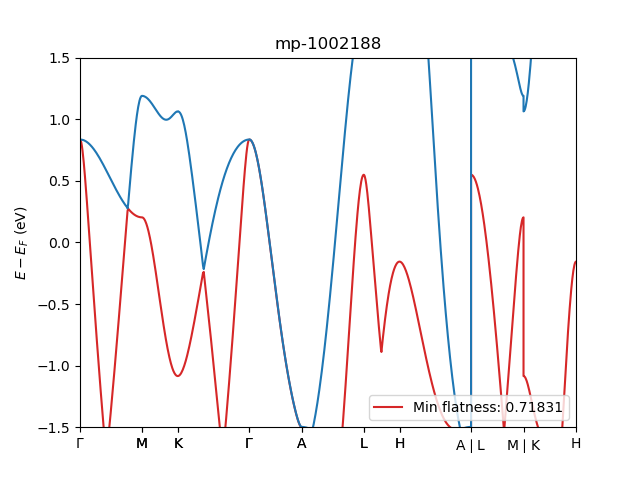 mp-1002188
1.5
1.0
0.5
0.0
−0.5
−1.0
−1.5
E − E_F (eV)
Γ M K Γ A L H A | L M | K H
Min flatness: 0.71831